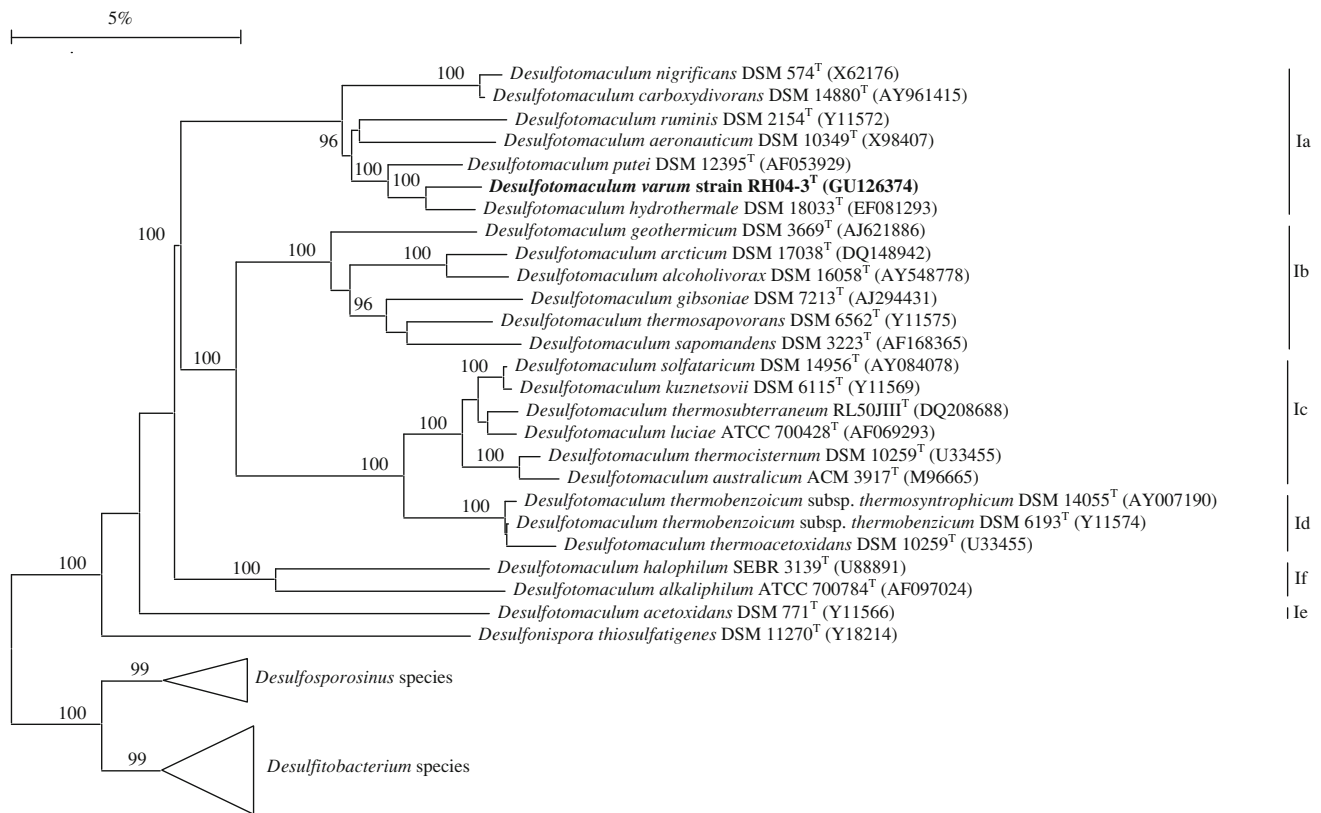 5%
100
Desulfotomaculum nigrificans DSM 574T (X62176)
Desulfotomaculum carboxydivorans DSM 14880T (AY961415)
Desulfotomaculum ruminis DSM 2154T (Y11572)
96
Desulfotomaculum aeronauticum DSM 10349T (X98407)
Ia
100
Desulfotomaculum putei DSM 12395T (AF053929)
100
Desulfotomaculum varum strain RH04-3T (GU126374)
Desulfotomaculum hydrothermale DSM 18033T (EF081293)
100
Desulfotomaculum geothermicum DSM 3669T (AJ621886)
100
100
Desulfotomaculum arcticum DSM 17038T (DQ148942)
Desulfotomaculum alcoholivorax DSM 16058T (AY548778)
Ib
96
Desulfotomaculum gibsoniae DSM 7213T (AJ294431)
Desulfotomaculum thermosapovorans DSM 6562T (Y11575)
Desulfotomaculum sapomandens DSM 3223T (AF168365)
100
100
Desulfotomaculum solfataricum DSM 14956T (AY084078)
Desulfotomaculum kuznetsovii DSM 6115T (Y11569)
Desulfotomaculum thermosubterraneum RL50JIIIT (DQ208688)
Ic
100
Desulfotomaculum luciae ATCC 700428T (AF069293)
100
100
Desulfotomaculum thermocisternum DSM 10259T (U33455)
Desulfotomaculum australicum ACM 3917T (M96665)
100
Desulfotomaculum thermobenzoicum subsp. thermosyntrophicum DSM 14055T (AY007190)
Desulfotomaculum thermobenzoicum subsp. thermobenzicum DSM 6193T (Y11574)
Id
Desulfotomaculum thermoacetoxidans DSM 10259T (U33455)
100
100
Desulfotomaculum halophilum SEBR 3139T (U88891)
If
Desulfotomaculum alkaliphilum ATCC 700784T (AF097024)
Desulfotomaculum acetoxidans DSM 771T (Y11566)
Ie
Desulfonispora thiosulfatigenes DSM 11270T (Y18214)
99
Desulfosporosinus species
100
99
Desulfitobacterium species